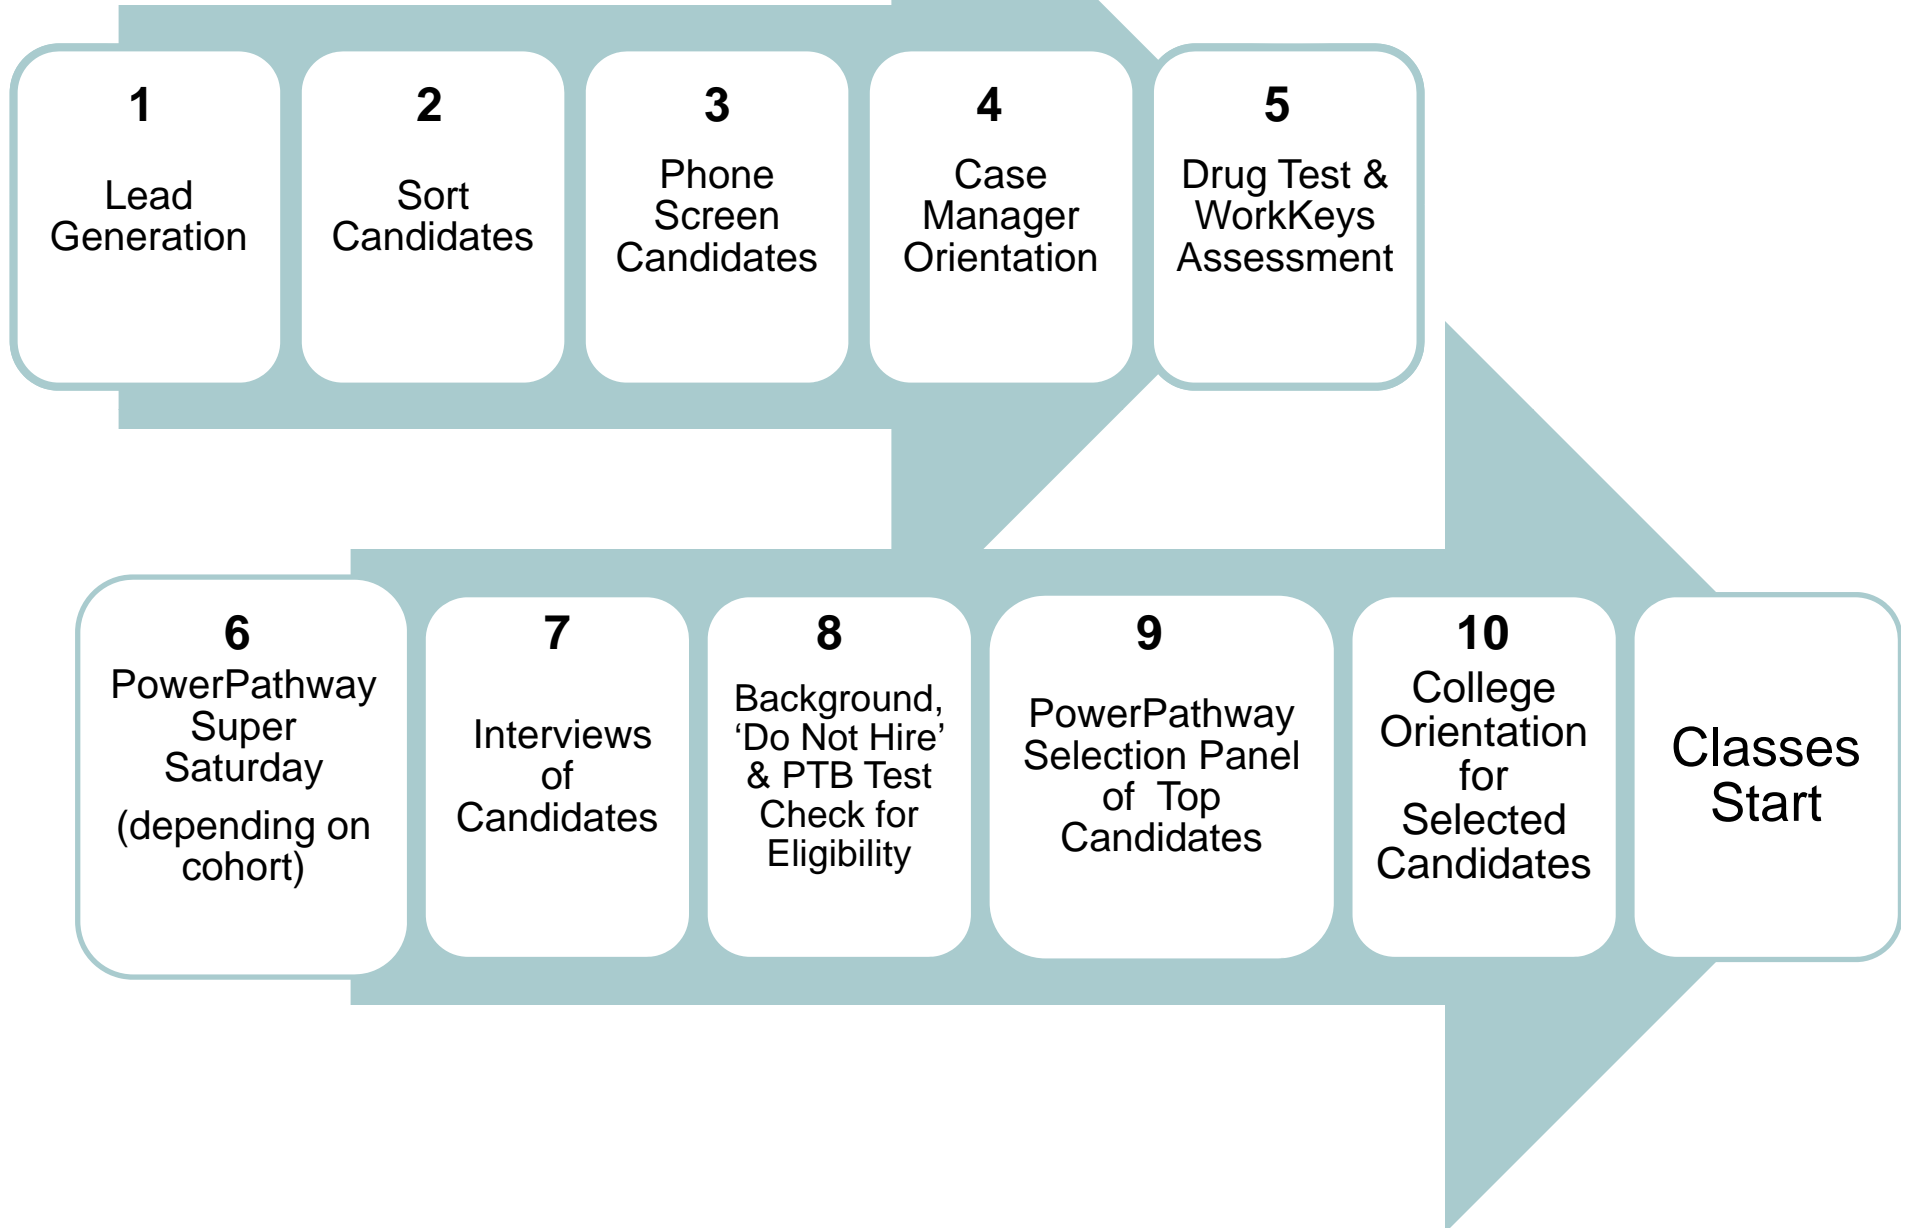 1
Lead
Generation
2
Sort
Candidates
3
Phone
Screen
Candidates
4
Case
Manager
Orientation
5
Drug Test &
WorkKeys
Assessment
6
PowerPathway
Super
Saturday
(depending on
cohort)
7
Interviews
of
Candidates
8
Background,
‘Do Not Hire’
& PTB Test
Check for
Eligibility
9
PowerPathway
Selection Panel
of Top
Candidates
10
College
Orientation
for
Selected
Candidates
Classes
Start